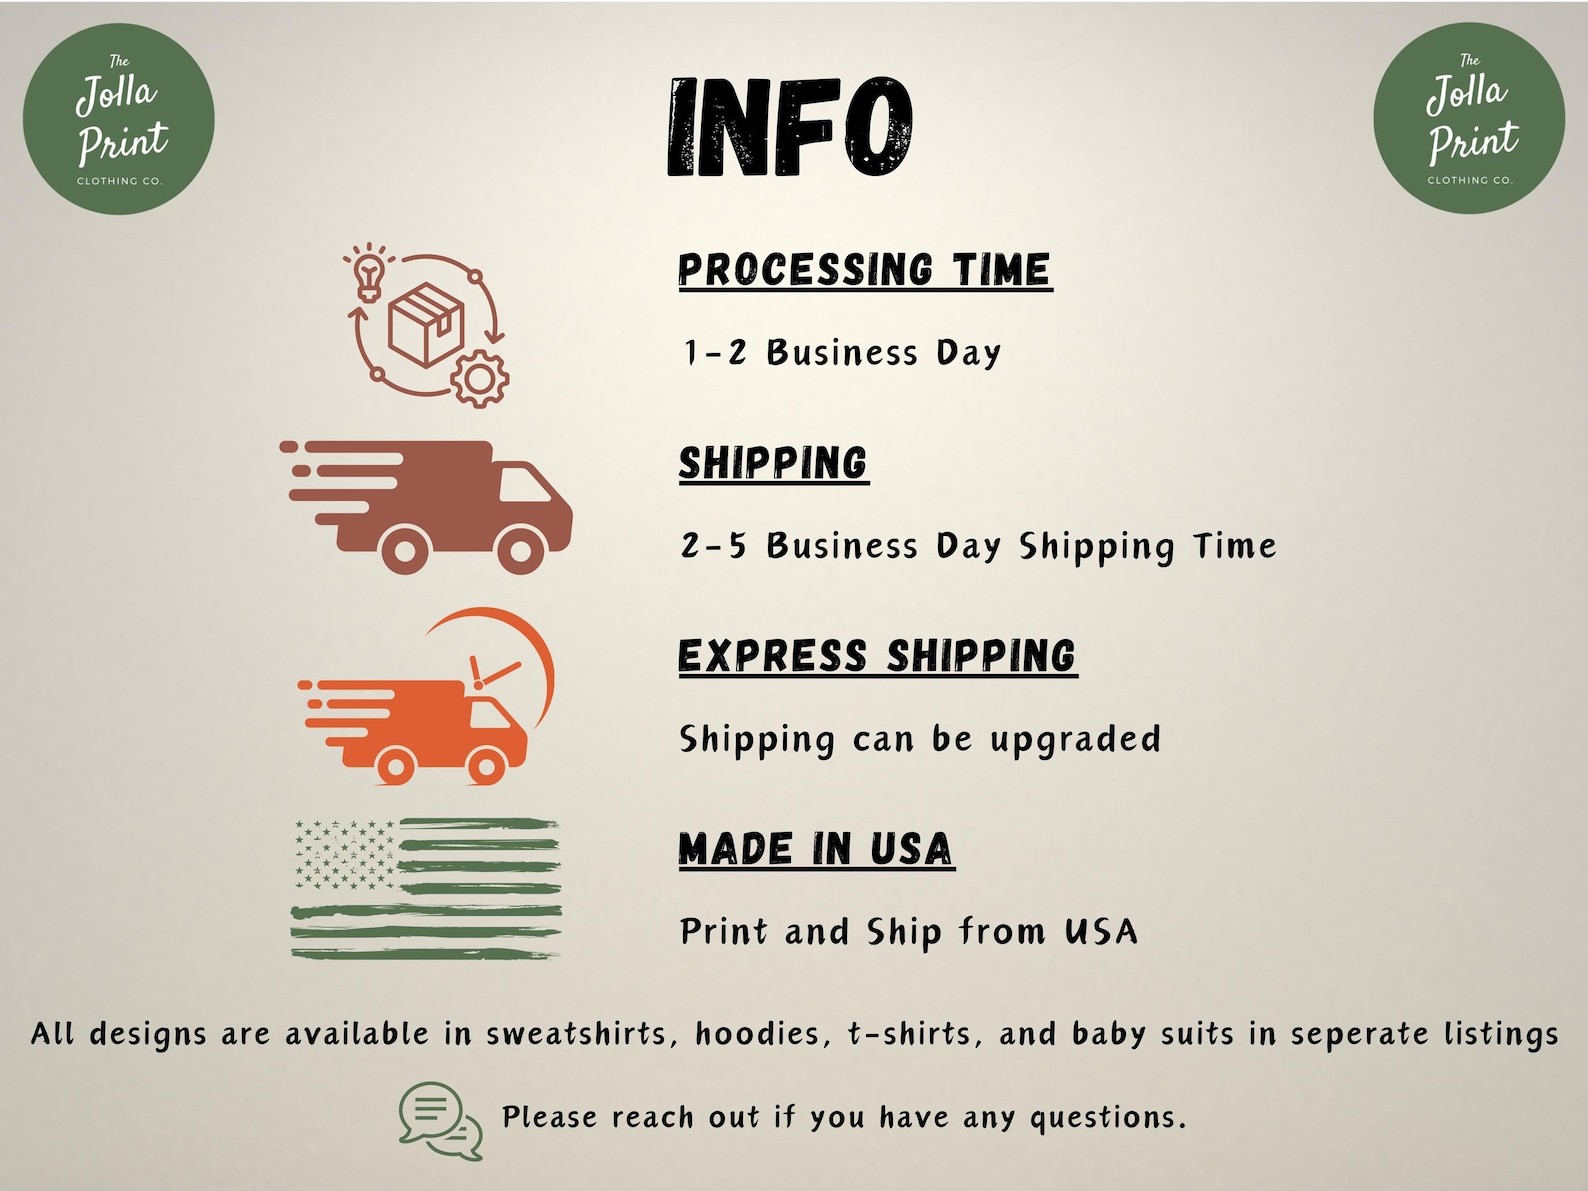 The
Jolla
Print
CLOTHING CO.
INFO
The
Jolla
Print
CLOTHING CO.
PROCESSING TIME
1-2 Business Day
SHIPPING
2-5 Business Day Shipping Time
EXPRESS SHIPPING
Shipping can be upgraded
MADE IN USA
Print and Ship from USA
All designs are available in sweatshirts, hoodies, t-shirts, and baby suits in seperate listings
Please reach out if you have any questions.